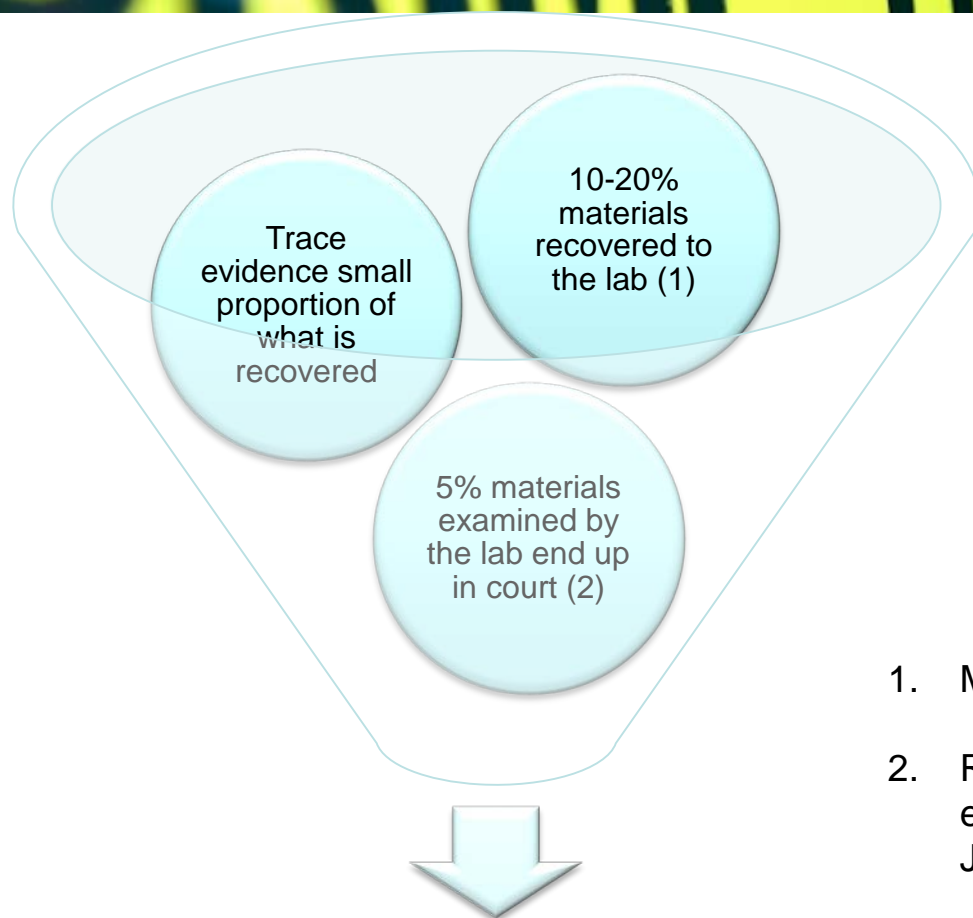 Trace
evidence small
proportion of
what is
recovered
10-20%
materials
recovered to
the lab (1)
5% materials
examined by
the lab end up
in court (2)
1.
2.